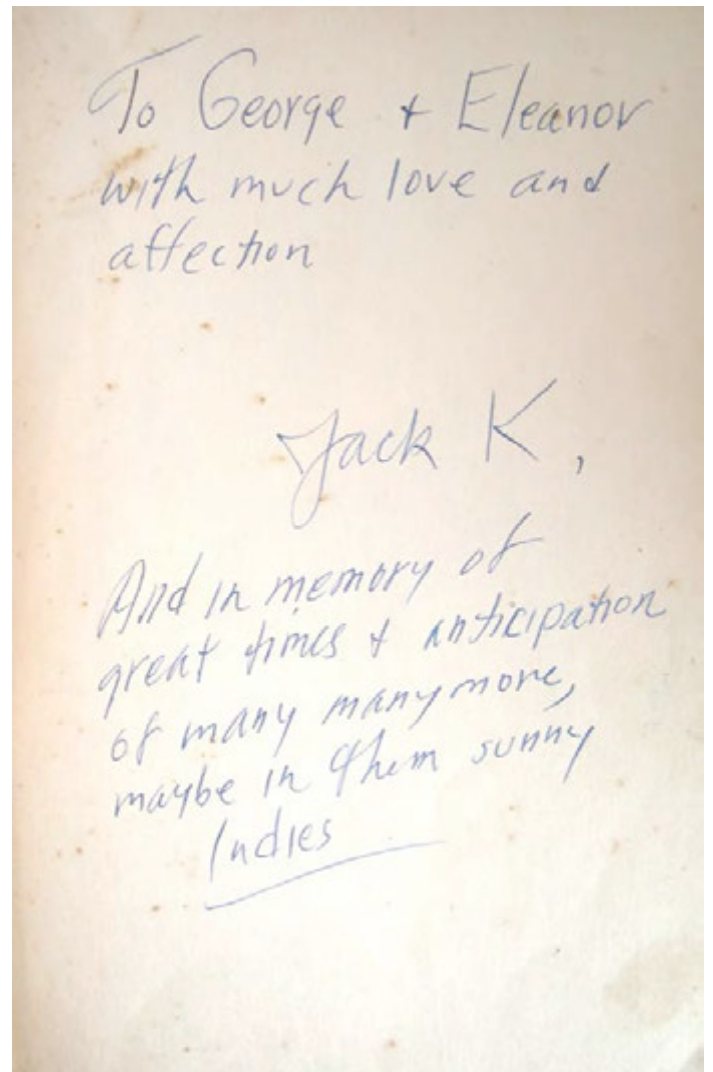 To George + Eleanor
with much love and
affection
Jack K,
And in memory of
great times + anticipation
of many many more,
maybe in them sunny
Indies